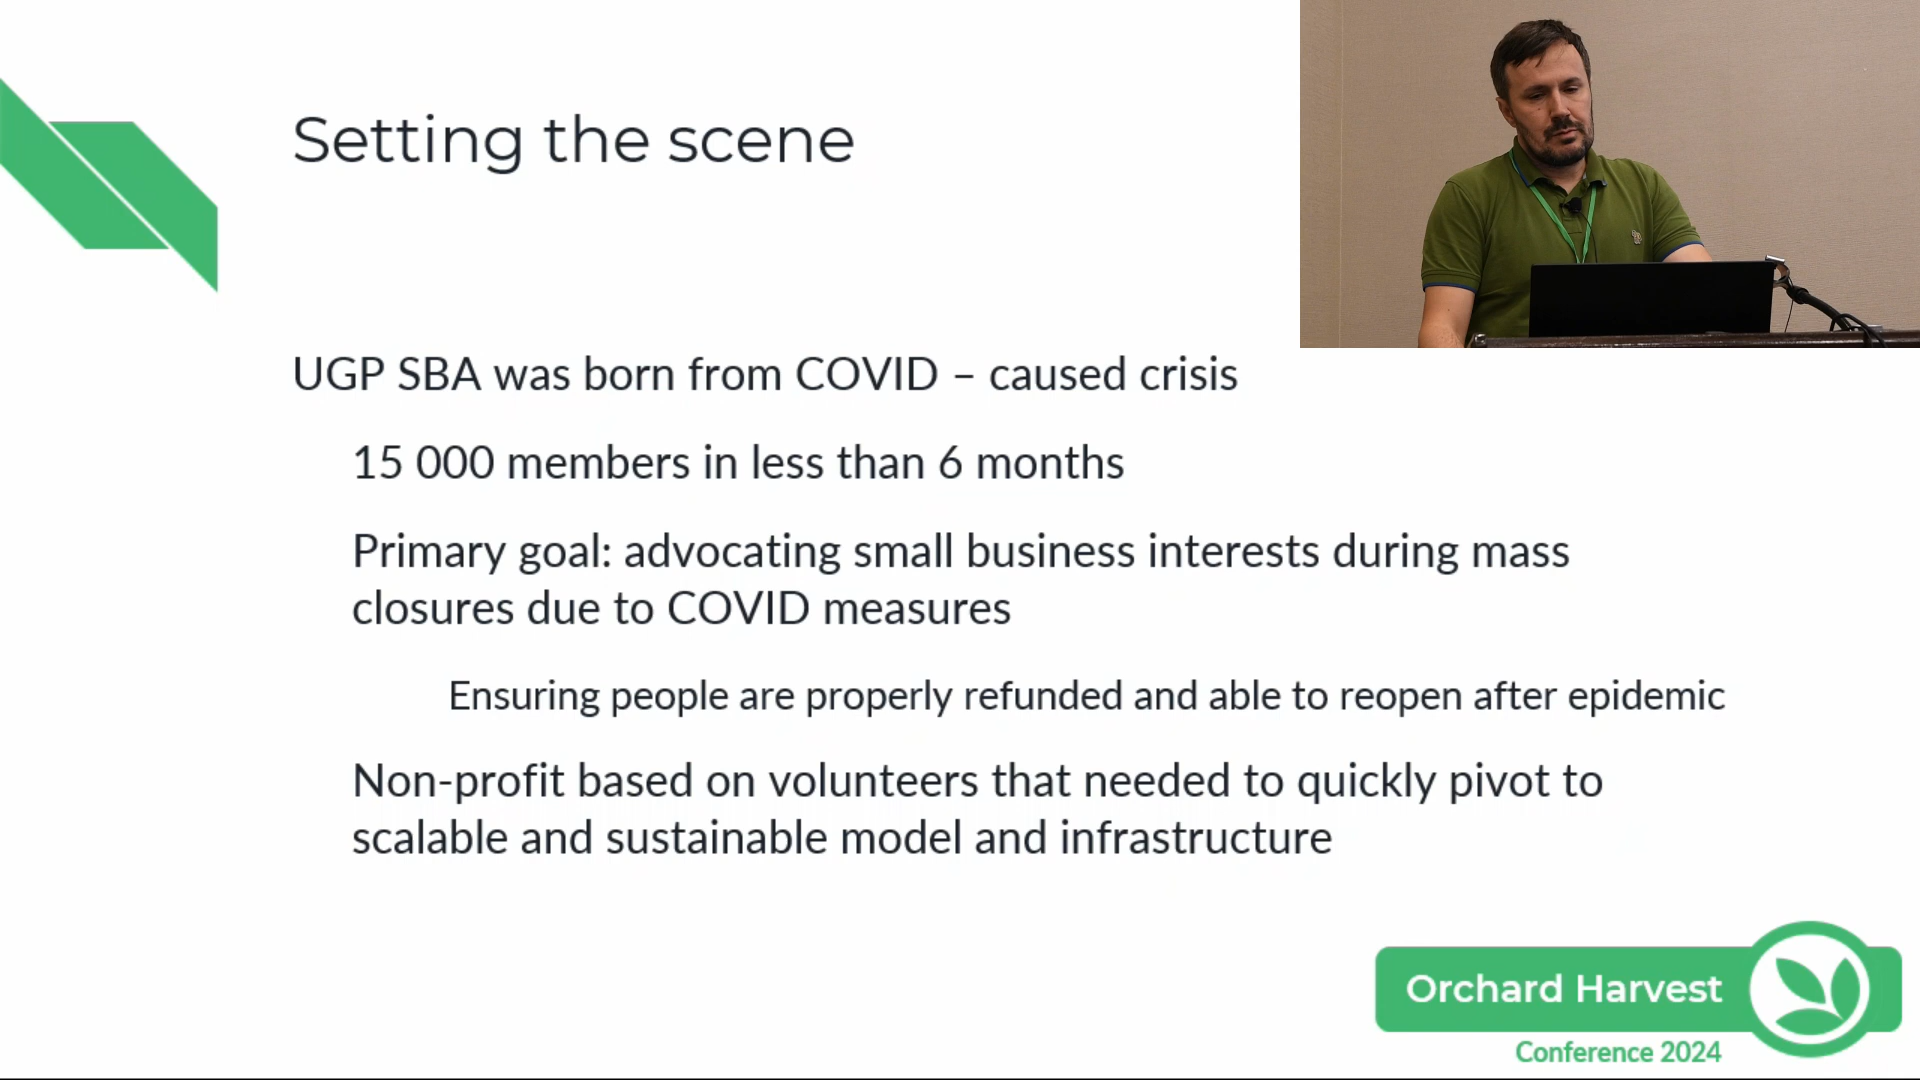 Setting the scene
UGP SBA was born from COVID – caused crisis
15 000 members in less than 6 months
Primary goal: advocating small business interests during mass
closures due to COVID measures
Ensuring people are properly refunded and able to reopen after epidemic
Non-profit based on volunteers that needed to quickly pivot to
scalable and sustainable model and infrastructure
Orchard Harvest
Conference 2024